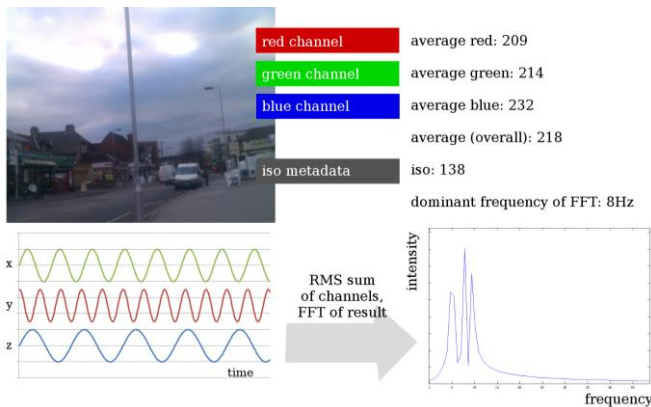 red channel
average red: 209
green channel
average green: 214
blue channel
average blue: 232
average (overall): 218
iso metadata
iso: 138
dominant frequency of FFT: 8Hz
x
y
z
time
RMS sum
of channels,
FFT of result
intensity
frequency